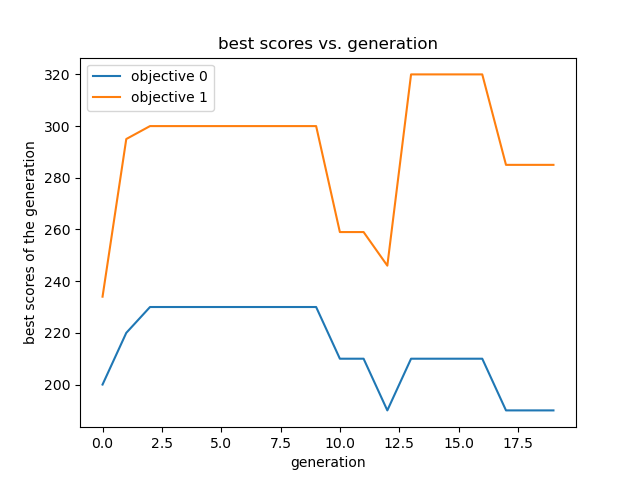 best scores vs. generation
objective 0
objective 1
best scores of the generation
320
300
280
260
240
220
200
0.0 2.5 5.0 7.5 10.0 12.5 15.0 17.5
generation